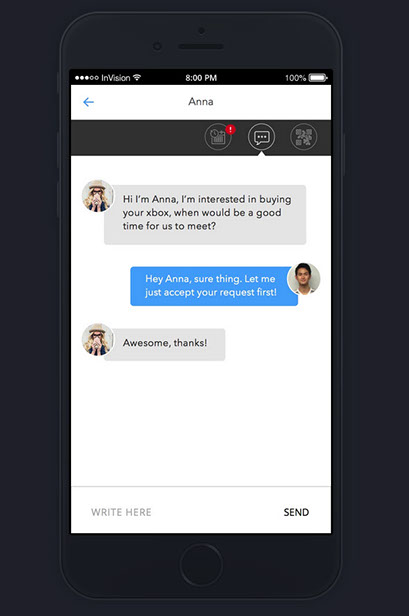 InVision 8:00 PM 100%
Anna
!
Hi I'm Anna, I'm interested in buying
your xbox, when would be a good
time for us to meet?
Hey Anna, sure thing. Let me
just accept your request first!
Awesome, thanks!
WRITE HERE SEND